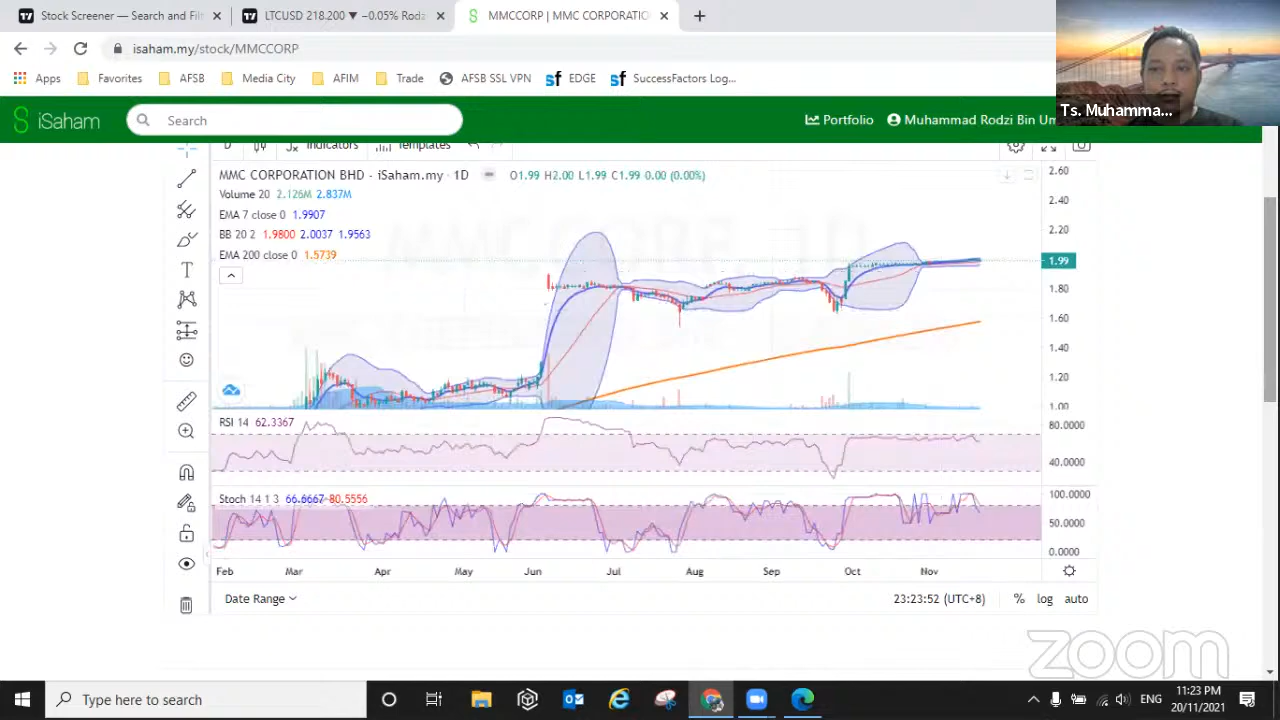 Stock Screener — Search and Filt
LTCUSD 218.200 ▼ −0.05% Roda
MMCCORP | MMC CORPORATIO
isaham.my/stock/MMCCORP
Apps Favorites AFSB Media City AFIM Trade AFSB SSL VPN EDGE SuccessFactors Log...
iSaham Search Portfolio Muhammad Rodzi Bin Um
Ts. Muhamma...
D Indicators Templates
MMC CORPORATION BHD · iSaham.my · 1D O1.99 H2.00 L1.99 C1.99 0.00 (0.00%)
Volume 20 2.126M 2.837M
EMA 7 close 0 1.9907
BB 20 2 1.9800 2.0037 1.9563
EMA 200 close 0 1.5739
2.60
2.40
2.20
1.99
1.80
1.60
1.40
1.20
1.00
RSI 14 62.3367
80.0000
40.0000
Stoch 14 1 3 66.6667 80.5556
100.0000
50.0000
0.0000
Feb Mar Apr May Jun Jul Aug Sep Oct Nov
Date Range 23:23:52 (UTC+8) % log auto
zoom
Type here to search
ENG
11:23 PM
20/11/2021